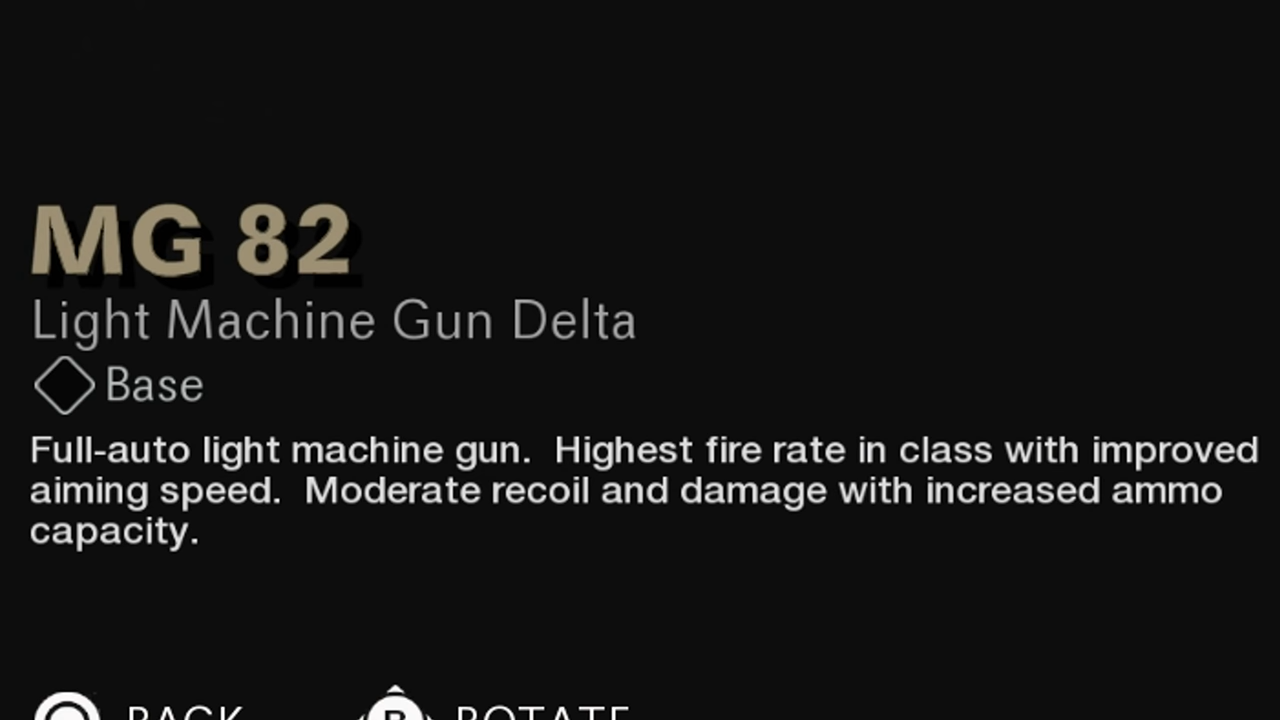 MG 82
Light Machine Gun Delta
Base
Full-auto light machine gun.  Highest fire rate in class with improved
aiming speed.  Moderate recoil and damage with increased ammo
capacity.
BACK R ROTATE